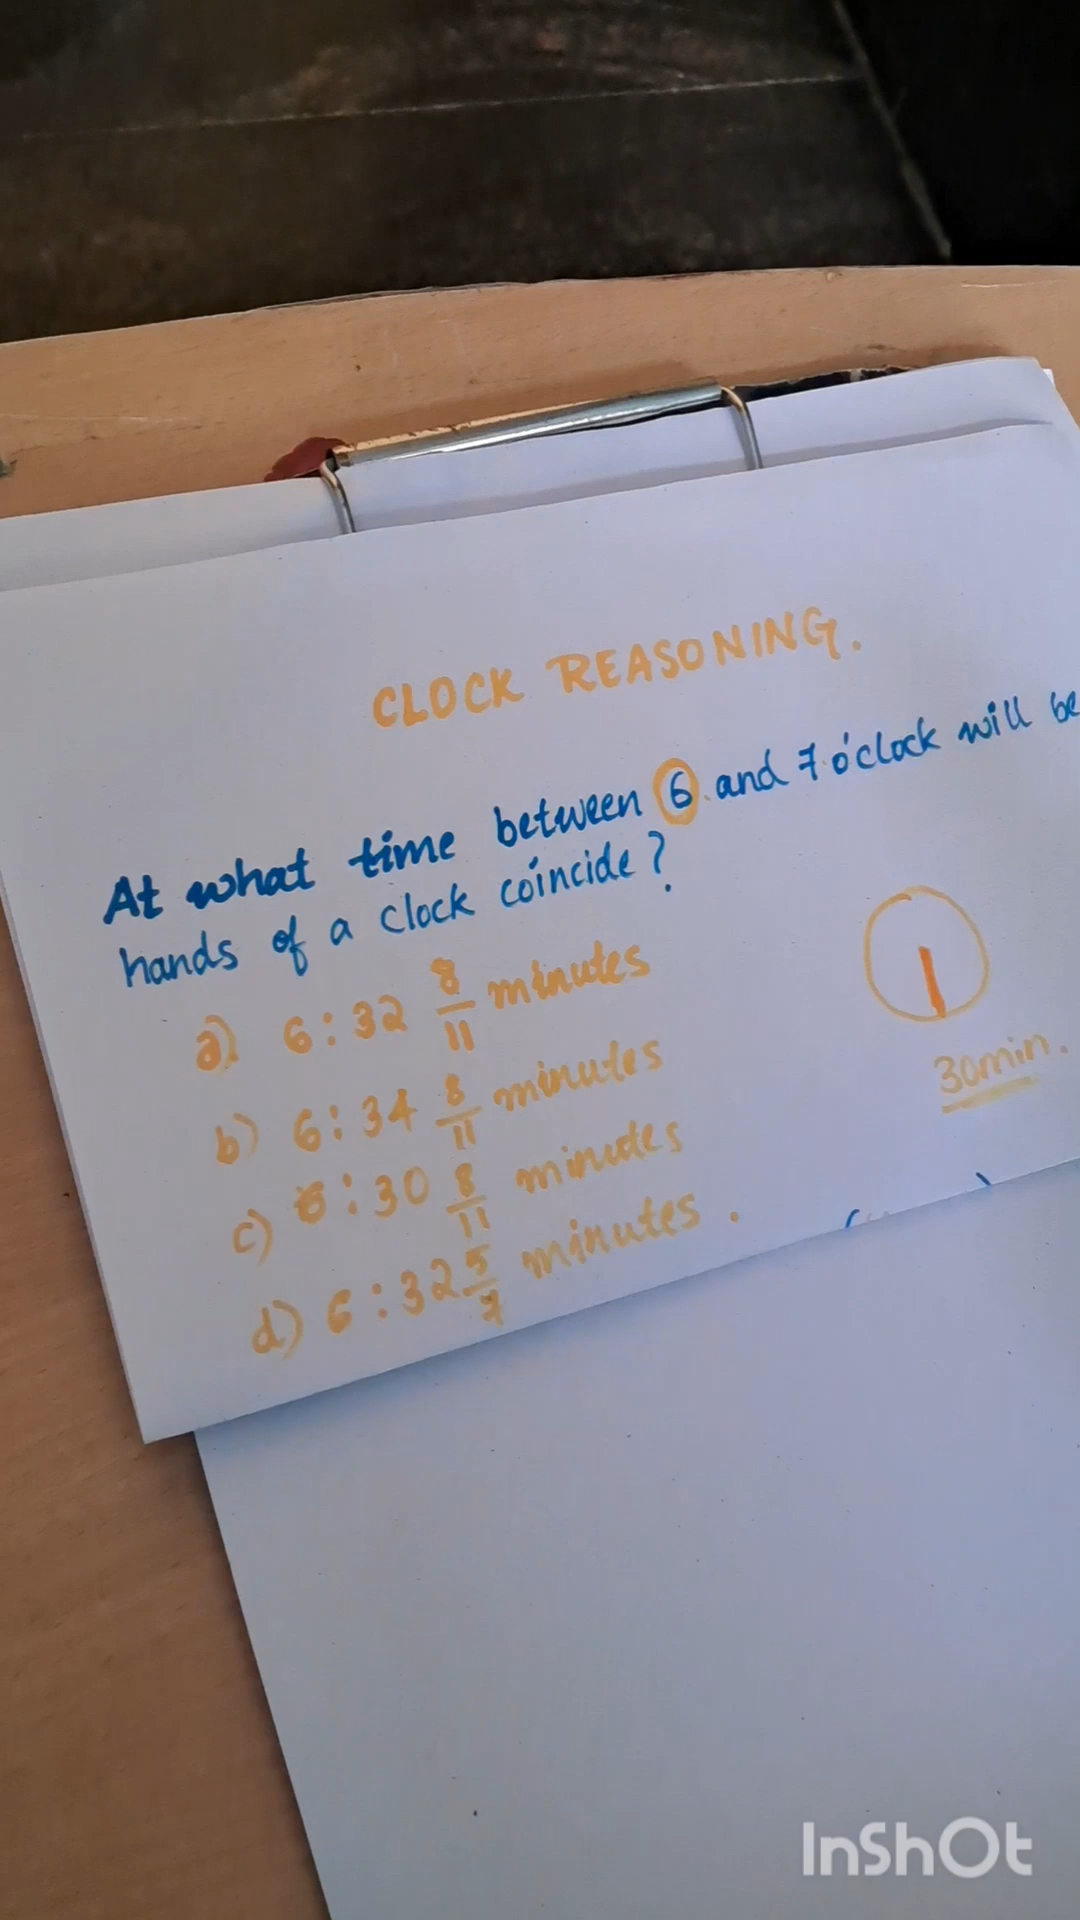 CLOCK REASONING.
At what time between 6 and 7 o'clock will be
hands of a clock coincide?
a). 6:32 8/11 minutes
b) 6:34 8/11 minutes
c) 6:30 8/11 minutes
d) 6:32 5/7 minutes.
30min.
InShOt